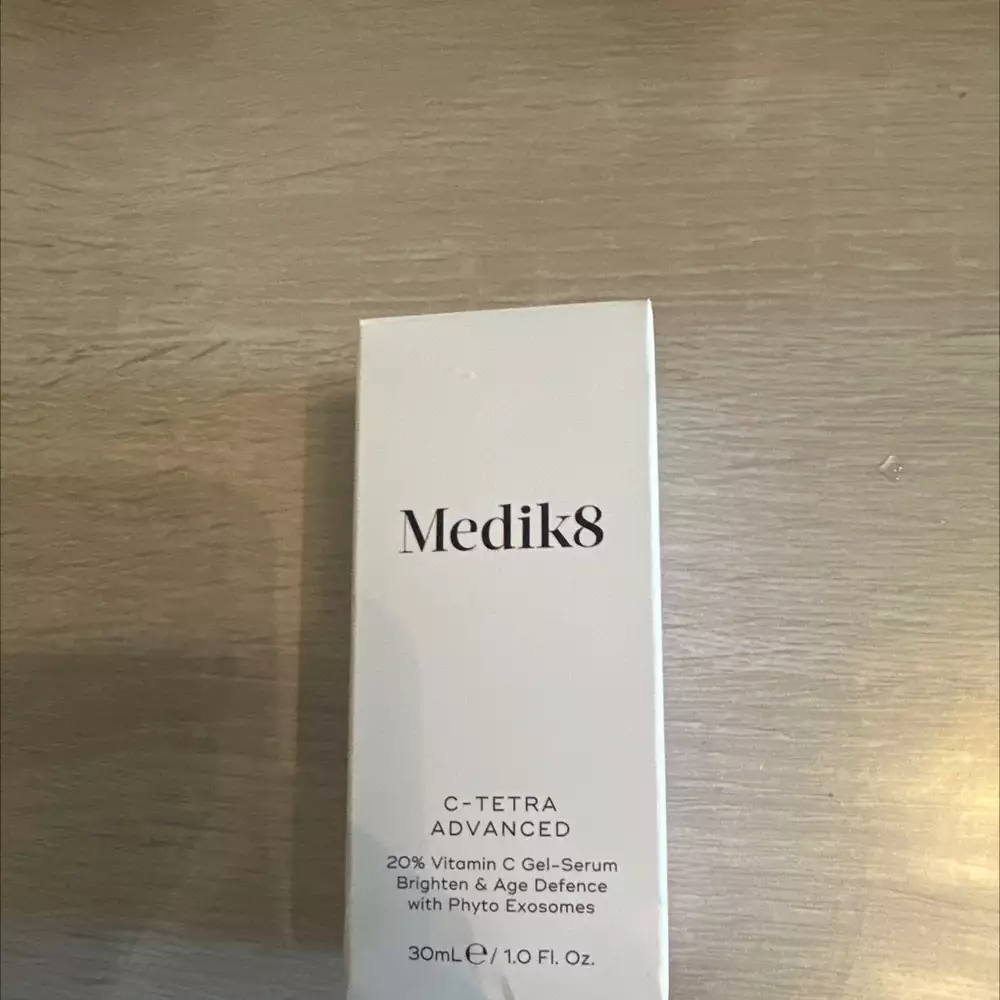 Medik8
C-TETRA
ADVANCED
20% Vitamin C Gel-Serum
Brighten & Age Defence
with Phyto Exosomes
30mL℮/ 1.0 Fl. Oz.